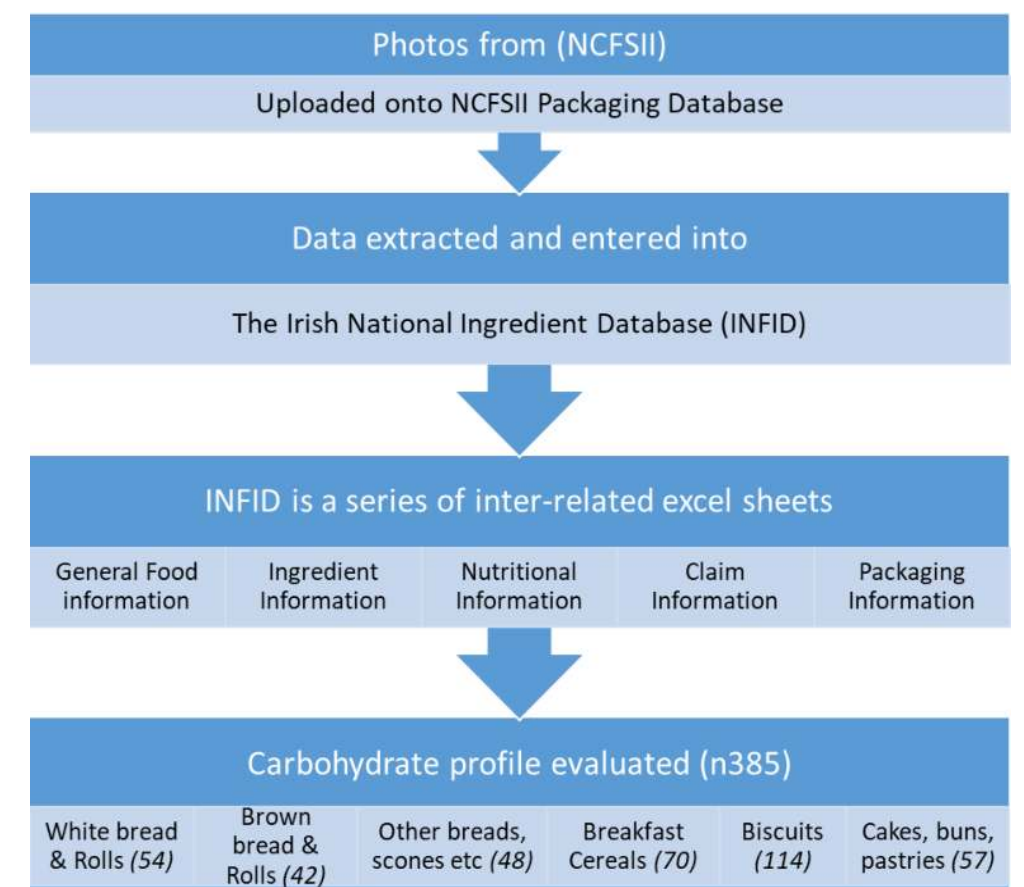 Photos from (NCFSII)
Uploaded onto NCFSII Packaging Database
Data extracted and entered into
The Irish National Ingredient Database (INFID)
INFID is a series of inter-related excel sheets
General Food
information
Ingredient
Information
Nutritional
Information
Claim
Information
Packaging
Information
Carbohydrate profile evaluated (n385)
White bread
& Rolls (54)
Brown
bread &
Rolls (42)
Other breads,
scones etc (48)
Breakfast
Cereals (70)
Biscuits
(114)
Cakes, buns,
pastries (57)